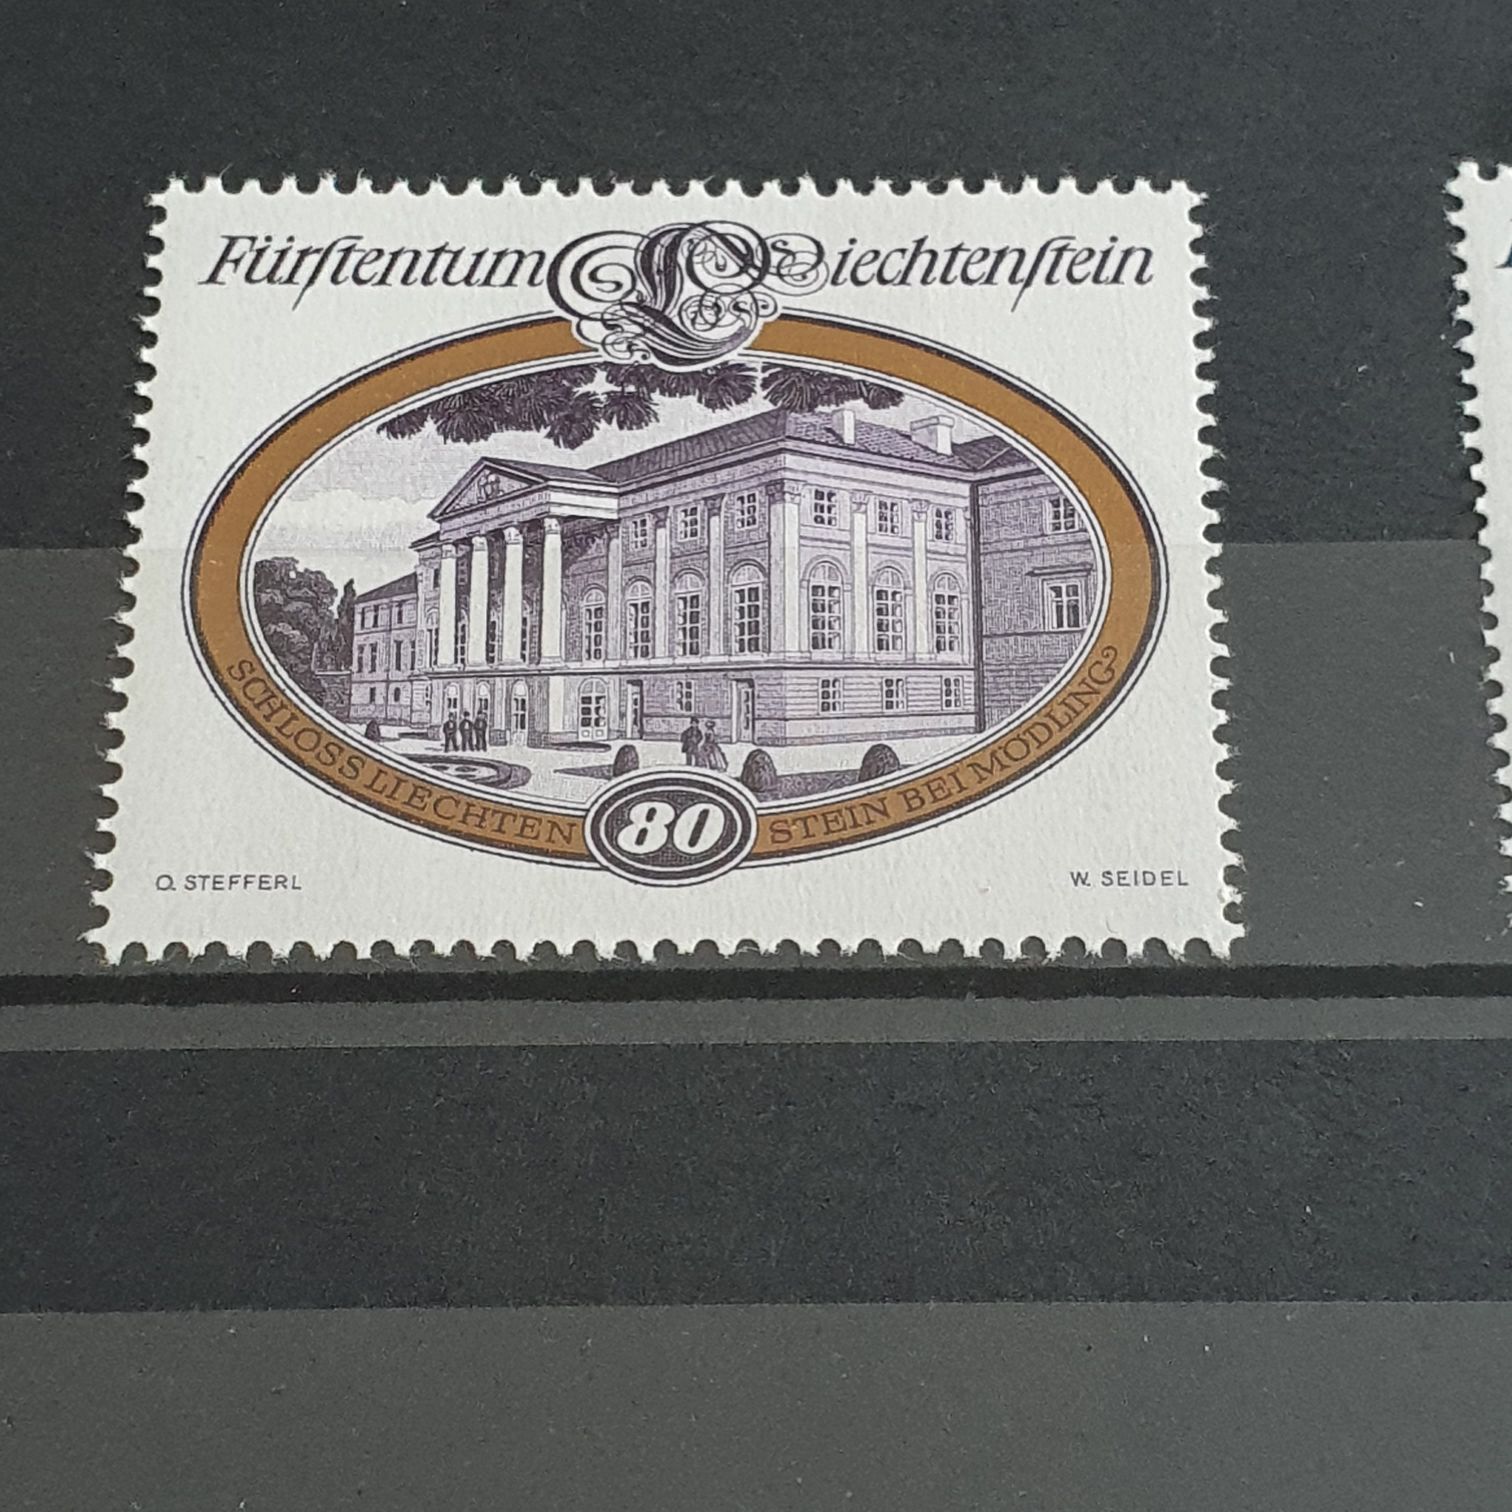 Fürſtentum Liechtenſtein
SCHLOSS LIECHTEN STEIN BEI MÖDLING
80
O. STEFFERL
W. SEIDEL